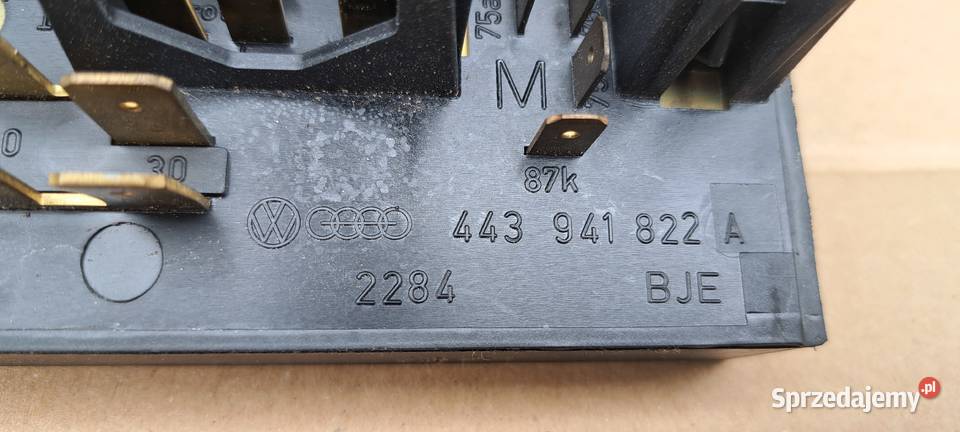 75a
M
30
87k
443 941 822 A
2284 BJE
Sprzedajemy.pl